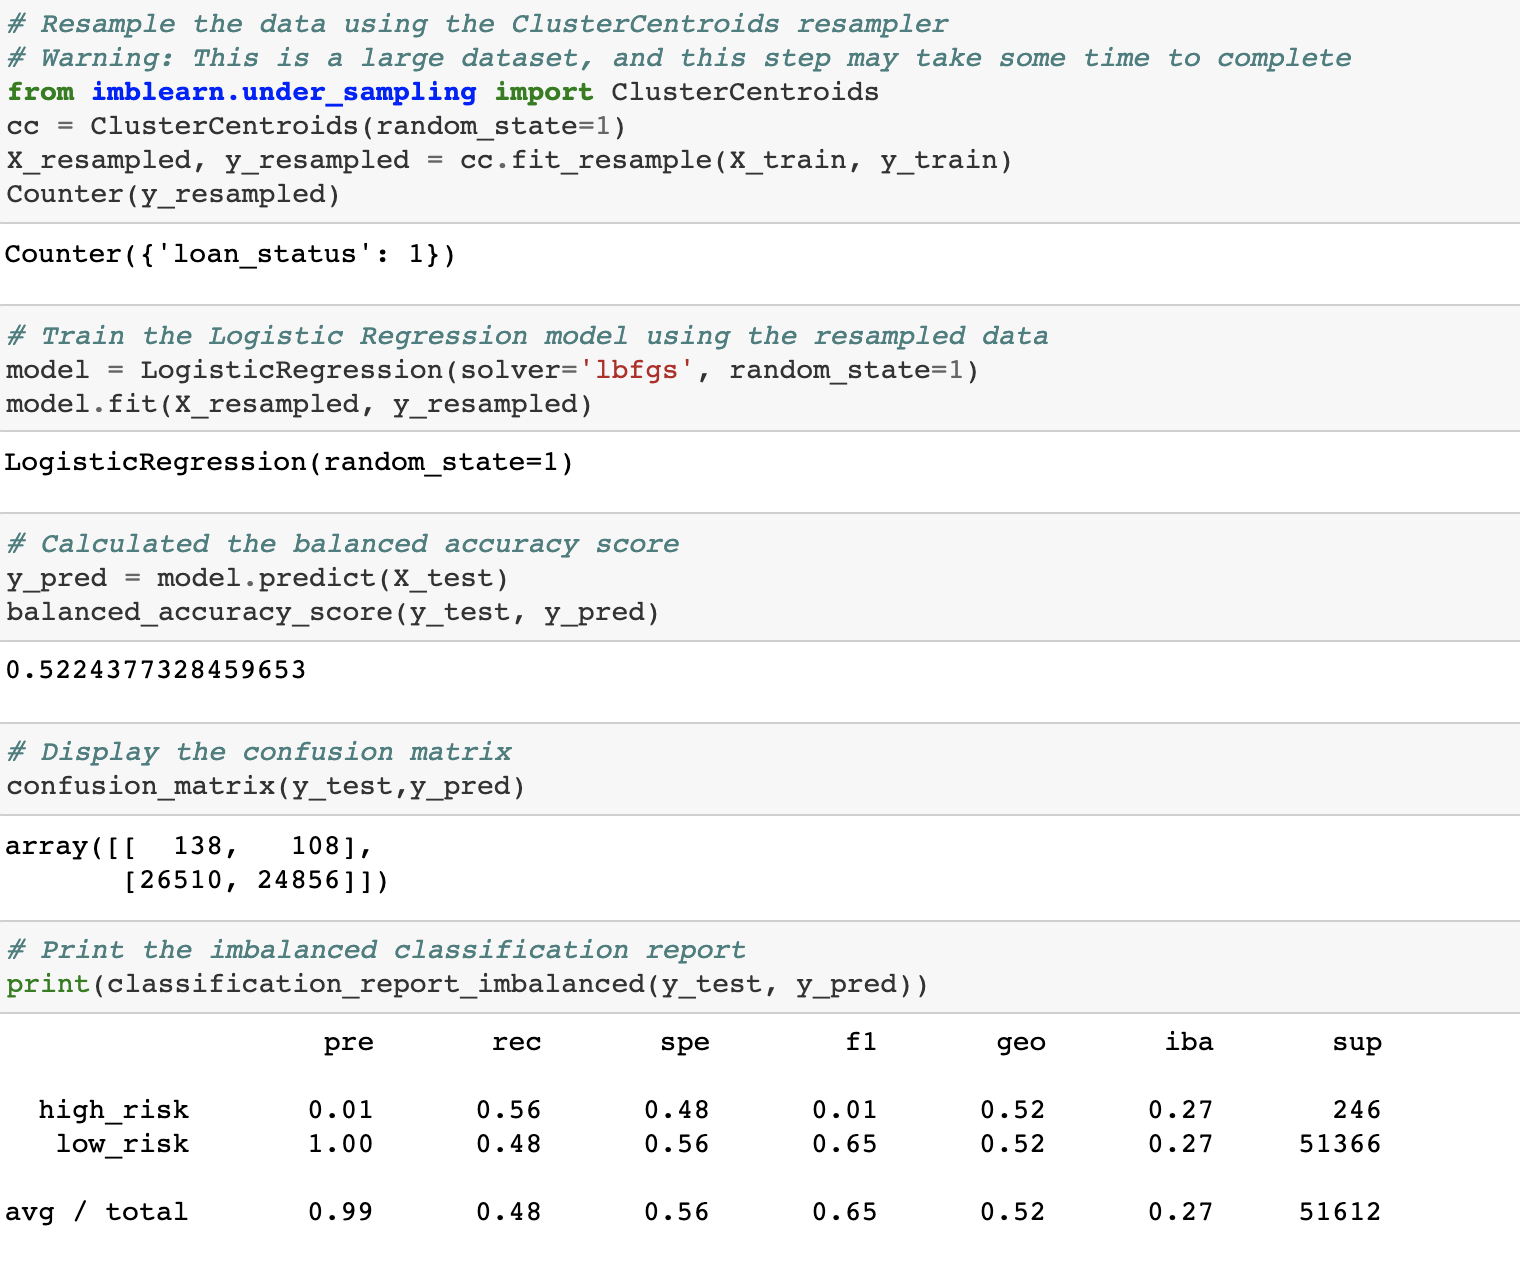 # Resample the data using the ClusterCentroids resampler
# Warning: This is a large dataset, and this step may take some time to complete
from imblearn.under_sampling import ClusterCentroids
cc = ClusterCentroids(random_state=1)
X_resampled, y_resampled = cc.fit_resample(X_train, y_train)
Counter(y_resampled)
Counter({'loan_status': 1})
# Train the Logistic Regression model using the resampled data
model = LogisticRegression(solver='lbfgs', random_state=1)
model.fit(X_resampled, y_resampled)
LogisticRegression(random_state=1)
# Calculated the balanced accuracy score
y_pred = model.predict(X_test)
balanced_accuracy_score(y_test, y_pred)
0.5224377328459653
# Display the confusion matrix
confusion_matrix(y_test,y_pred)
array([[  138,   108],
       [26510, 24856]])
# Print the imbalanced classification report
print(classification_report_imbalanced(y_test, y_pred))
pre rec spe f1 geo iba sup
high_risk 0.01 0.56 0.48 0.01 0.52 0.27 246
low_risk 1.00 0.48 0.56 0.65 0.52 0.27 51366
avg / total 0.99 0.48 0.56 0.65 0.52 0.27 51612